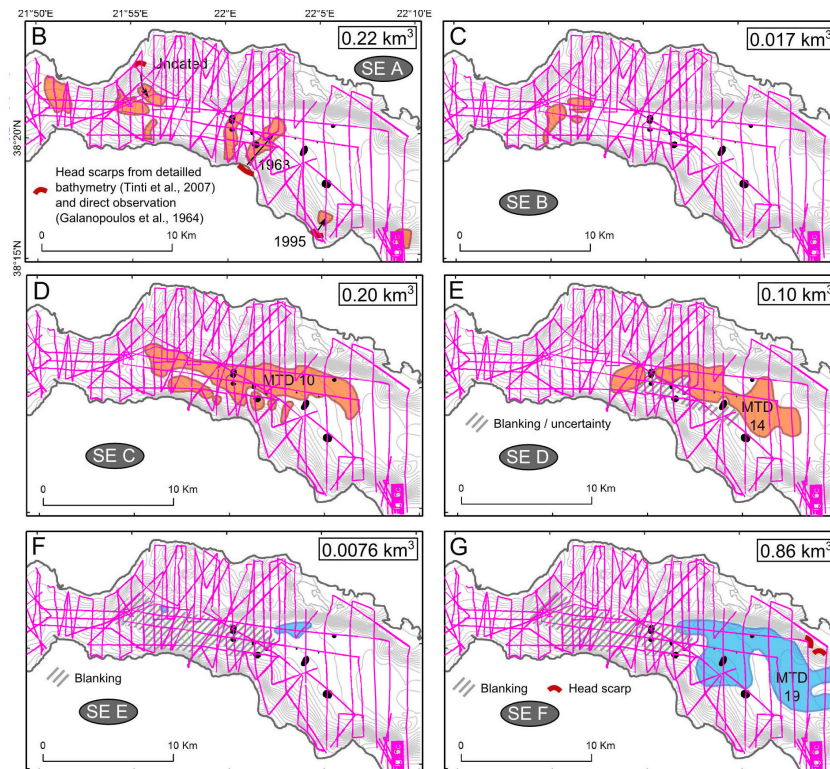 21°50'E 21°55'E 22°E 22°5'E 22°10'E
B
0.22 km³
SE A
Undated
38°20'N
1963
Head scarps from detailled
bathymetry (Tinti et al., 2007)
and direct observation
(Galanopoulos et al., 1964)
1995
0 10 Km
38°15'N
C
0.017 km³
SE B
0 10 Km
D
0.20 km³
MTD 10
SE C
0 10 Km
E
0.10 km³
MTD
14
Blanking / uncertainty
SE D
0 10 Km
F
0.0076 km³
Blanking
SE E
0 10 Km
G
0.86 km³
MTD
19
Blanking Head scarp
SE F
0 10 Km